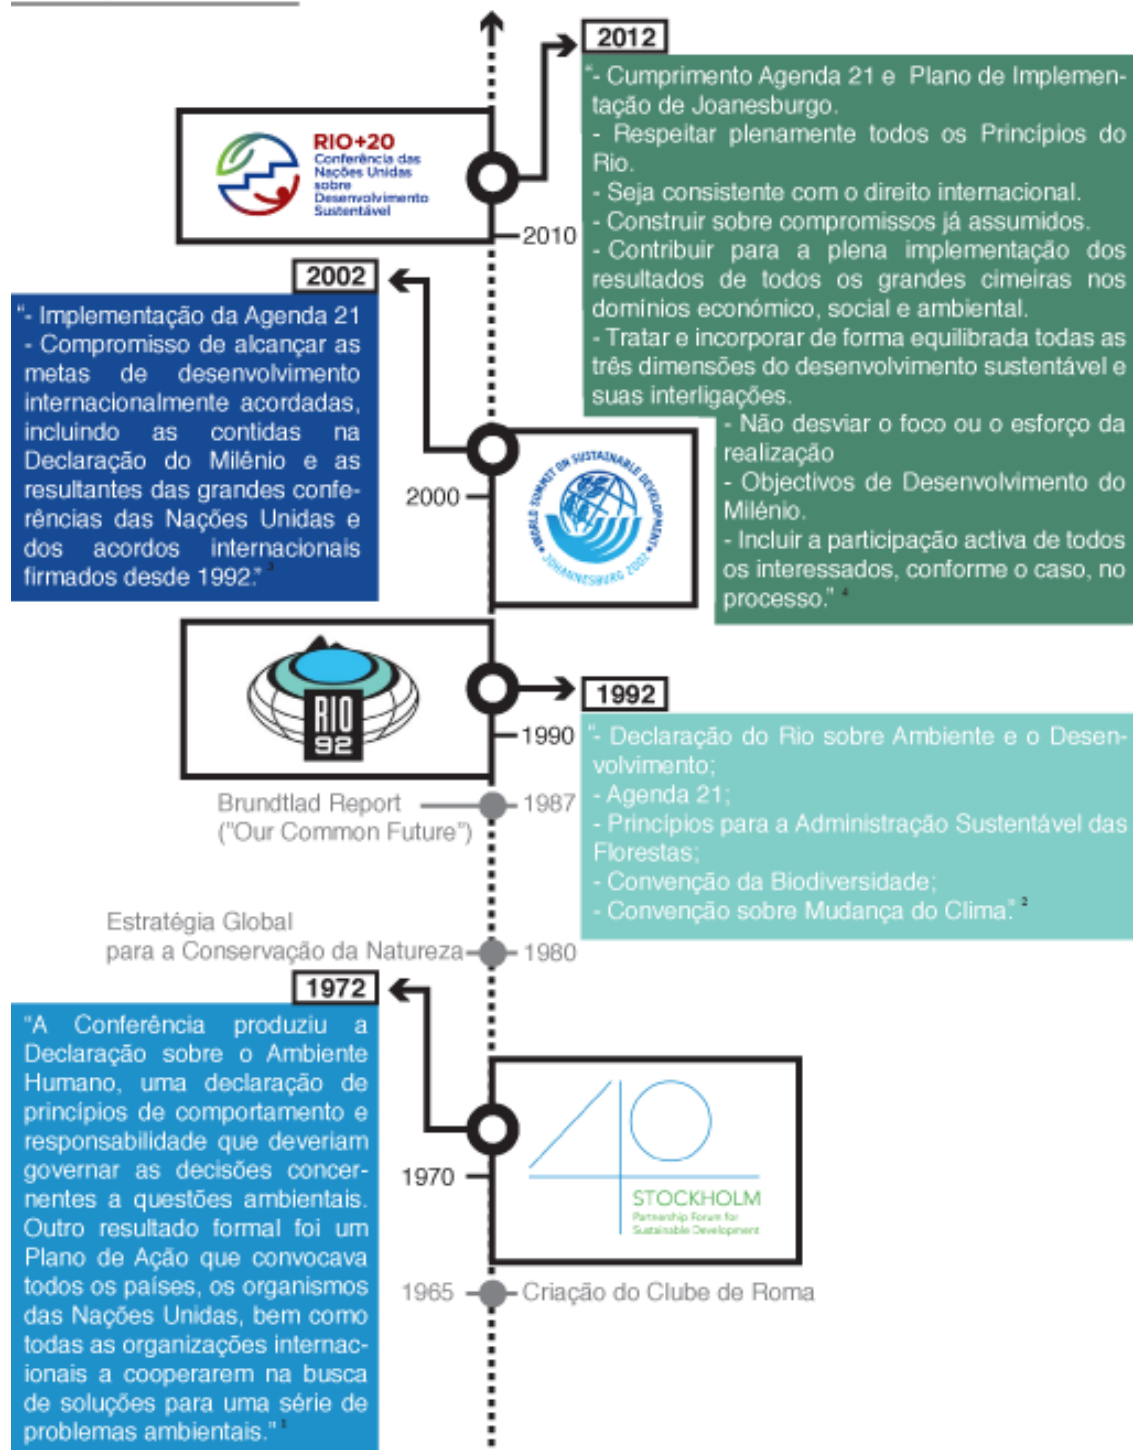 2012
"- Cumprimento Agenda 21 e Plano de Implemen-
tação de Joanesburgo.
- Respeitar plenamente todos os Princípios do
Rio.
- Seja consistente com o direito internacional.
- Construir sobre compromissos já assumidos.
- Contribuir para a plena implementação dos
resultados de todos os grandes cimeiras nos
domínios económico, social e ambiental.
- Tratar e incorporar de forma equilibrada todas as
três dimensões do desenvolvimento sustentável e
suas interligações.
- Não desviar o foco ou o esforço da
realização
- Objectivos de Desenvolvimento do
Milénio.
- Incluir a participação activa de todos
os interessados, conforme o caso, no
processo." 4
RIO+20
Conferência das
Nações Unidas
sobre
Desenvolvimento
Sustentável
2010
2002
"- Implementação da Agenda 21
- Compromisso de alcançar as
metas de desenvolvimento
internacionalmente acordadas,
incluindo as contidas na
Declaração do Milênio e as
resultantes das grandes confe-
rências das Nações Unidas e
dos acordos internacionais
firmados desde 1992." 3
2000
WORLD SUMMIT ON SUSTAINABLE DEVELOPMENT
JOHANNESBURG 2002
RIO
92
1992
1990
"- Declaração do Rio sobre Ambiente e o Desen-
volvimento;
- Agenda 21;
- Princípios para a Administração Sustentável das
Florestas;
- Convenção da Biodiversidade;
- Convenção sobre Mudança do Clima." 2
Brundtlad Report
("Our Common Future")
1987
Estratégia Global
para a Conservação da Natureza
1980
1972
"A Conferência produziu a
Declaração sobre o Ambiente
Humano, uma declaração de
princípios de comportamento e
responsabilidade que deveriam
governar as decisões concer-
nentes a questões ambientais.
Outro resultado formal foi um
Plano de Ação que convocava
todos os países, os organismos
das Nações Unidas, bem como
todas as organizações internac-
ionais a cooperarem na busca
de soluções para uma série de
problemas ambientais." 1
40
STOCKHOLM
Partnership Forum for
Sustainable Development
1970
1965
Criação do Clube de Roma